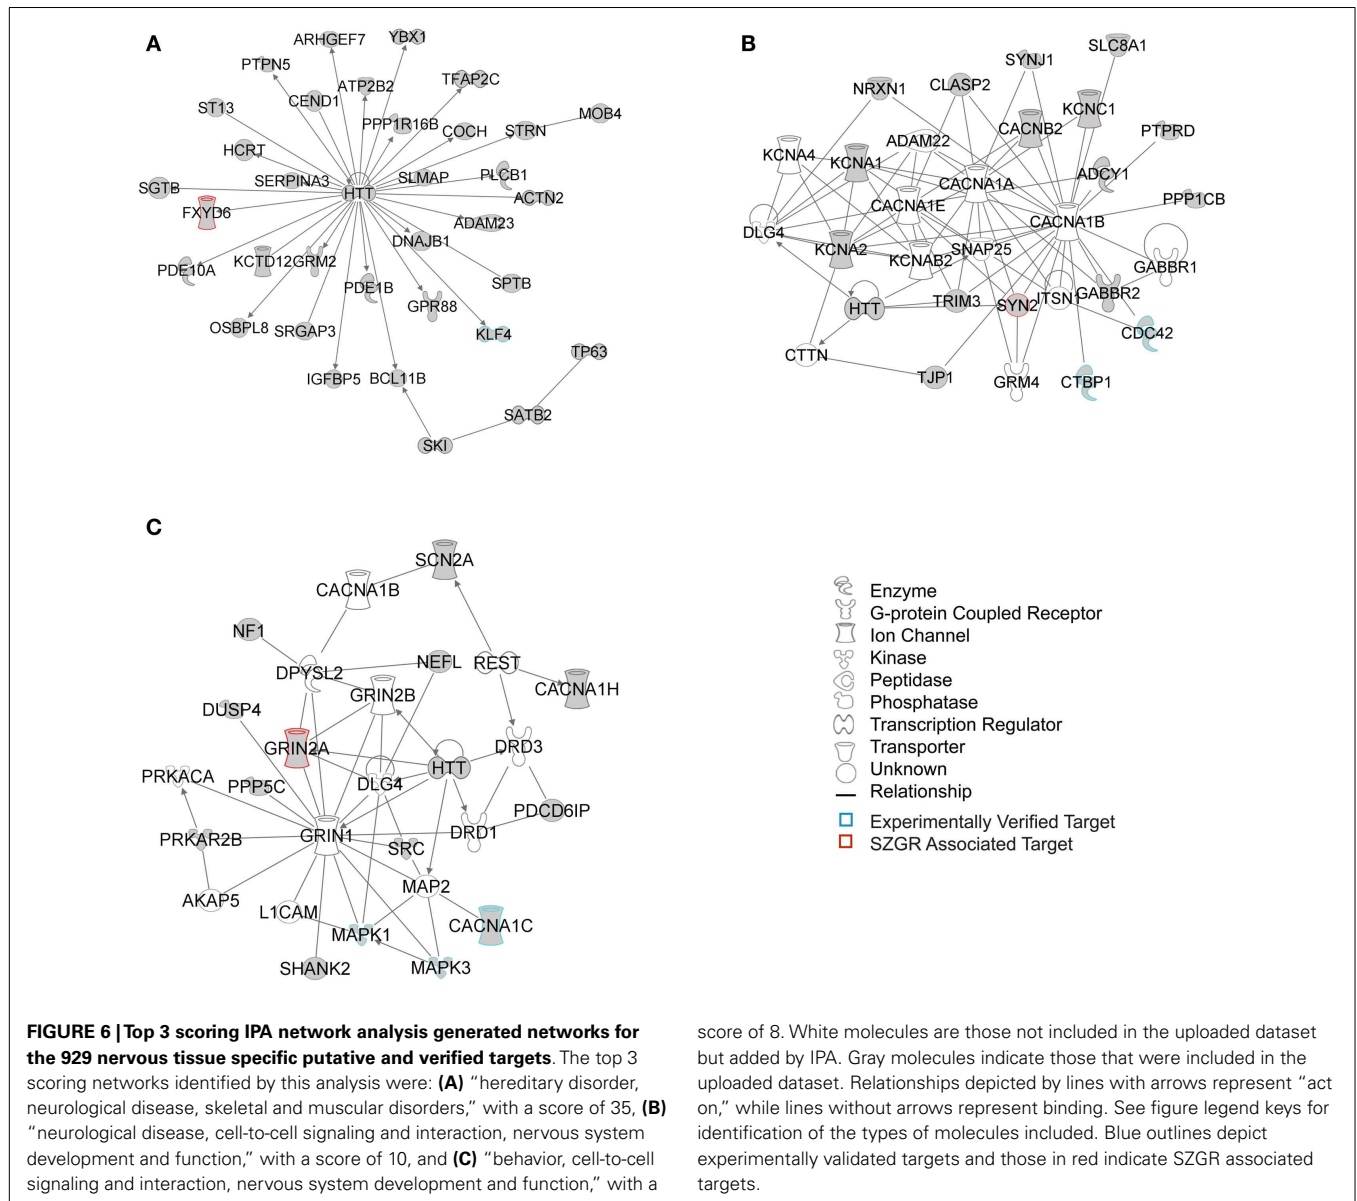 A
ARHGEF7
YBX1
PTPN5
ATP2B2
TFAP2C
CEND1
ST13
PPP1R16B
COCH
STRN
MOB4
HCRT
SERPINA3
SLMAP
PLCB1
SGTB
HTT
ACTN2
FXYD6
ADAM23
DNAJB1
PDE10A
KCTD12
GRM2
PDE1B
SPTB
GPR88
OSBPL8
SRGAP3
KLF4
TP63
IGFBP5
BCL11B
SATB2
SKI
B
SLC8A1
SYNJ1
NRXN1
CLASP2
KCNC1
CACNB2
PTPRD
ADAM22
KCNA4
KCNA1
ADCY1
CACNA1A
PPP1CB
CACNA1E
CACNA1B
DLG4
KCNA2
KCNAB2
SNAP25
GABBR1
HTT
TRIM3
SYN2
ITSN1
GABBR2
CDC42
CTTN
TJP1
GRM4
CTBP1
C
SCN2A
CACNA1B
NF1
DPYSL2
NEFL
REST
GRIN2B
CACNA1H
DUSP4
GRIN2A
DRD3
PRKACA
PPP5C
DLG4
HTT
PDCD6IP
PRKAR2B
GRIN1
DRD1
SRC
AKAP5
MAP2
L1CAM
CACNA1C
MAPK1
SHANK2
MAPK3
Enzyme
G-protein Coupled Receptor
Ion Channel
Kinase
Peptidase
Phosphatase
Transcription Regulator
Transporter
Unknown
Relationship
Experimentally Verified Target
SZGR Associated Target
FIGURE 6 | Top 3 scoring IPA network analysis generated networks for
the 929 nervous tissue specific putative and verified targets. The top 3
scoring networks identified by this analysis were: (A) “hereditary disorder,
neurological disease, skeletal and muscular disorders,” with a score of 35, (B)
“neurological disease, cell-to-cell signaling and interaction, nervous system
development and function,” with a score of 10, and (C) “behavior, cell-to-cell
signaling and interaction, nervous system development and function,” with a
score of 8. White molecules are those not included in the uploaded dataset
but added by IPA. Gray molecules indicate those that were included in the
uploaded dataset. Relationships depicted by lines with arrows represent “act
on,” while lines without arrows represent binding. See figure legend keys for
identification of the types of molecules included. Blue outlines depict
experimentally validated targets and those in red indicate SZGR associated
targets.